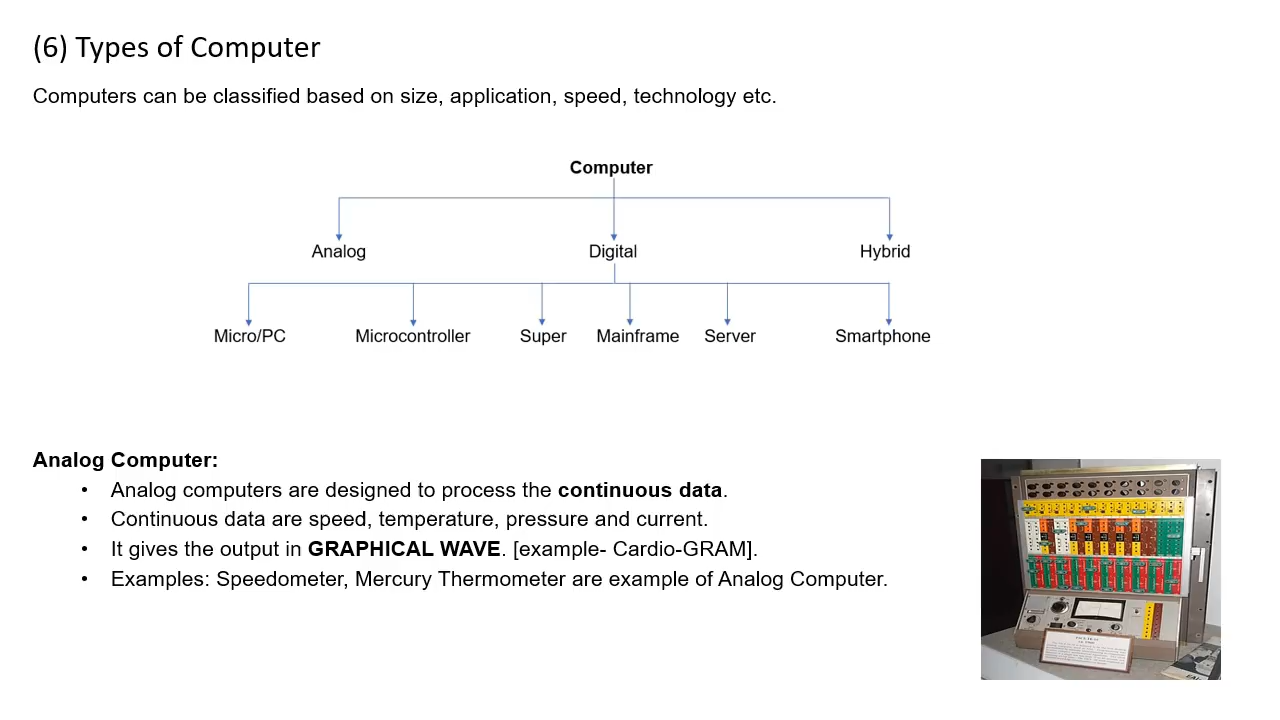 (6) Types of Computer
Computers can be classified based on size, application, speed, technology etc.
Computer
Analog Digital Hybrid
Micro/PC Microcontroller Super Mainframe Server Smartphone
Analog Computer:
• Analog computers are designed to process the continuous data.
• Continuous data are speed, temperature, pressure and current.
• It gives the output in GRAPHICAL WAVE. [example- Cardio-GRAM].
• Examples: Speedometer, Mercury Thermometer are example of Analog Computer.